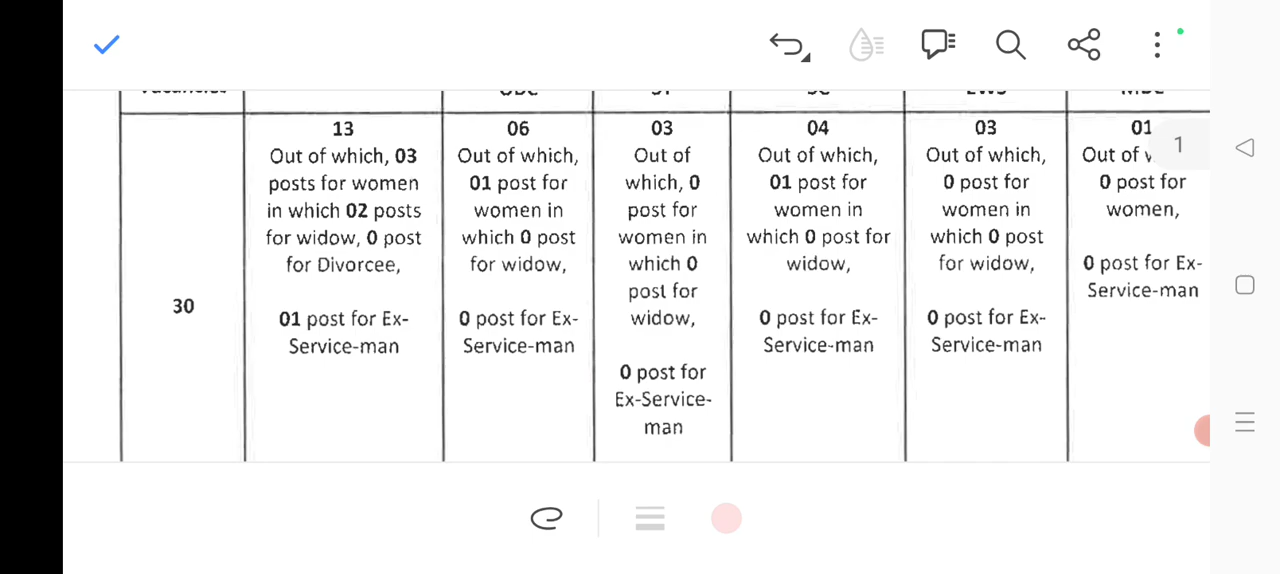 30
13
Out of which, 03
posts for women
in which 02 posts
for widow, 0 post
for Divorcee,
01 post for Ex-
Service-man
06
Out of which,
01 post for
women in
which 0 post
for widow,
0 post for Ex-
Service-man
03
Out of
which, 0
post for
women in
which 0
post for
widow,
0 post for
Ex-Service-
man
04
Out of which,
01 post for
women in
which 0 post for
widow,
0 post for Ex-
Service-man
03
Out of which,
0 post for
women in
which 0 post
for widow,
0 post for Ex-
Service-man
01
Out of
0 post for
women,
0 post for Ex-
Service-man
1